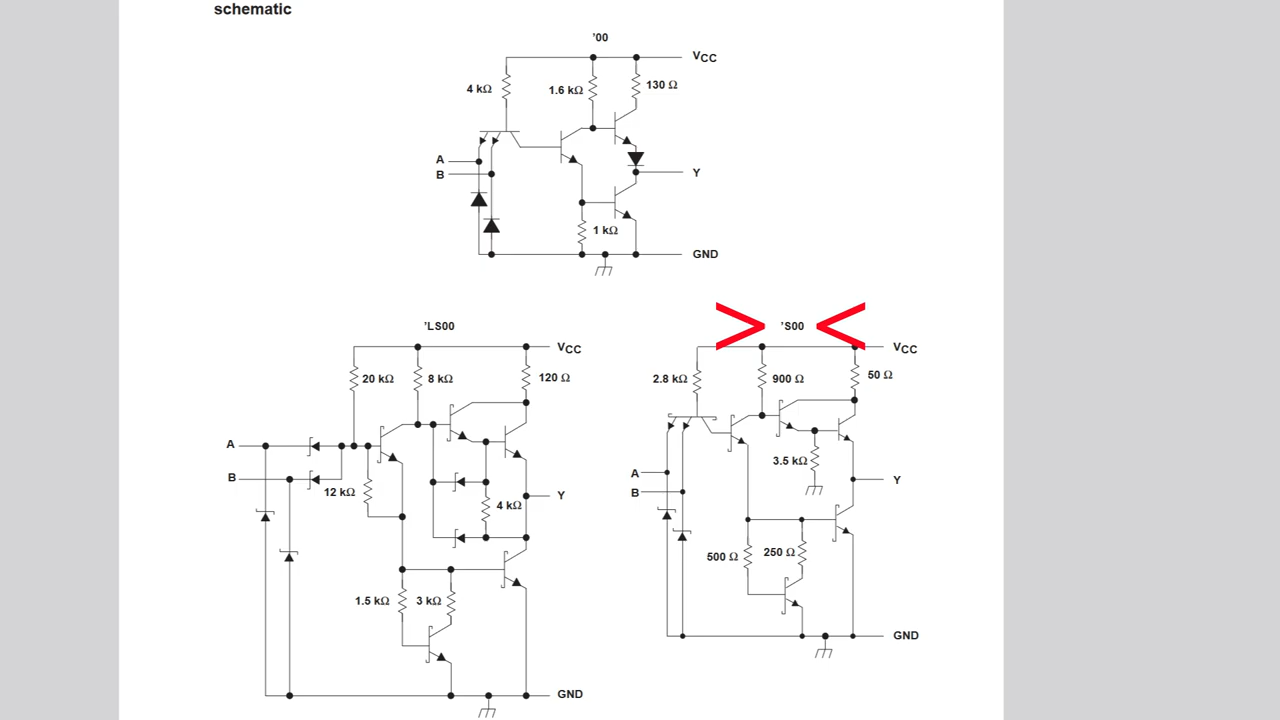 schematic
'00
VCC
4 kΩ
1.6 kΩ
130 Ω
A
B
Y
1 kΩ
GND
'LS00
VCC
20 kΩ
8 kΩ
120 Ω
A
B
12 kΩ
4 kΩ
Y
1.5 kΩ
3 kΩ
GND
'S00
VCC
2.8 kΩ
900 Ω
50 Ω
3.5 kΩ
A
B
Y
500 Ω
250 Ω
GND